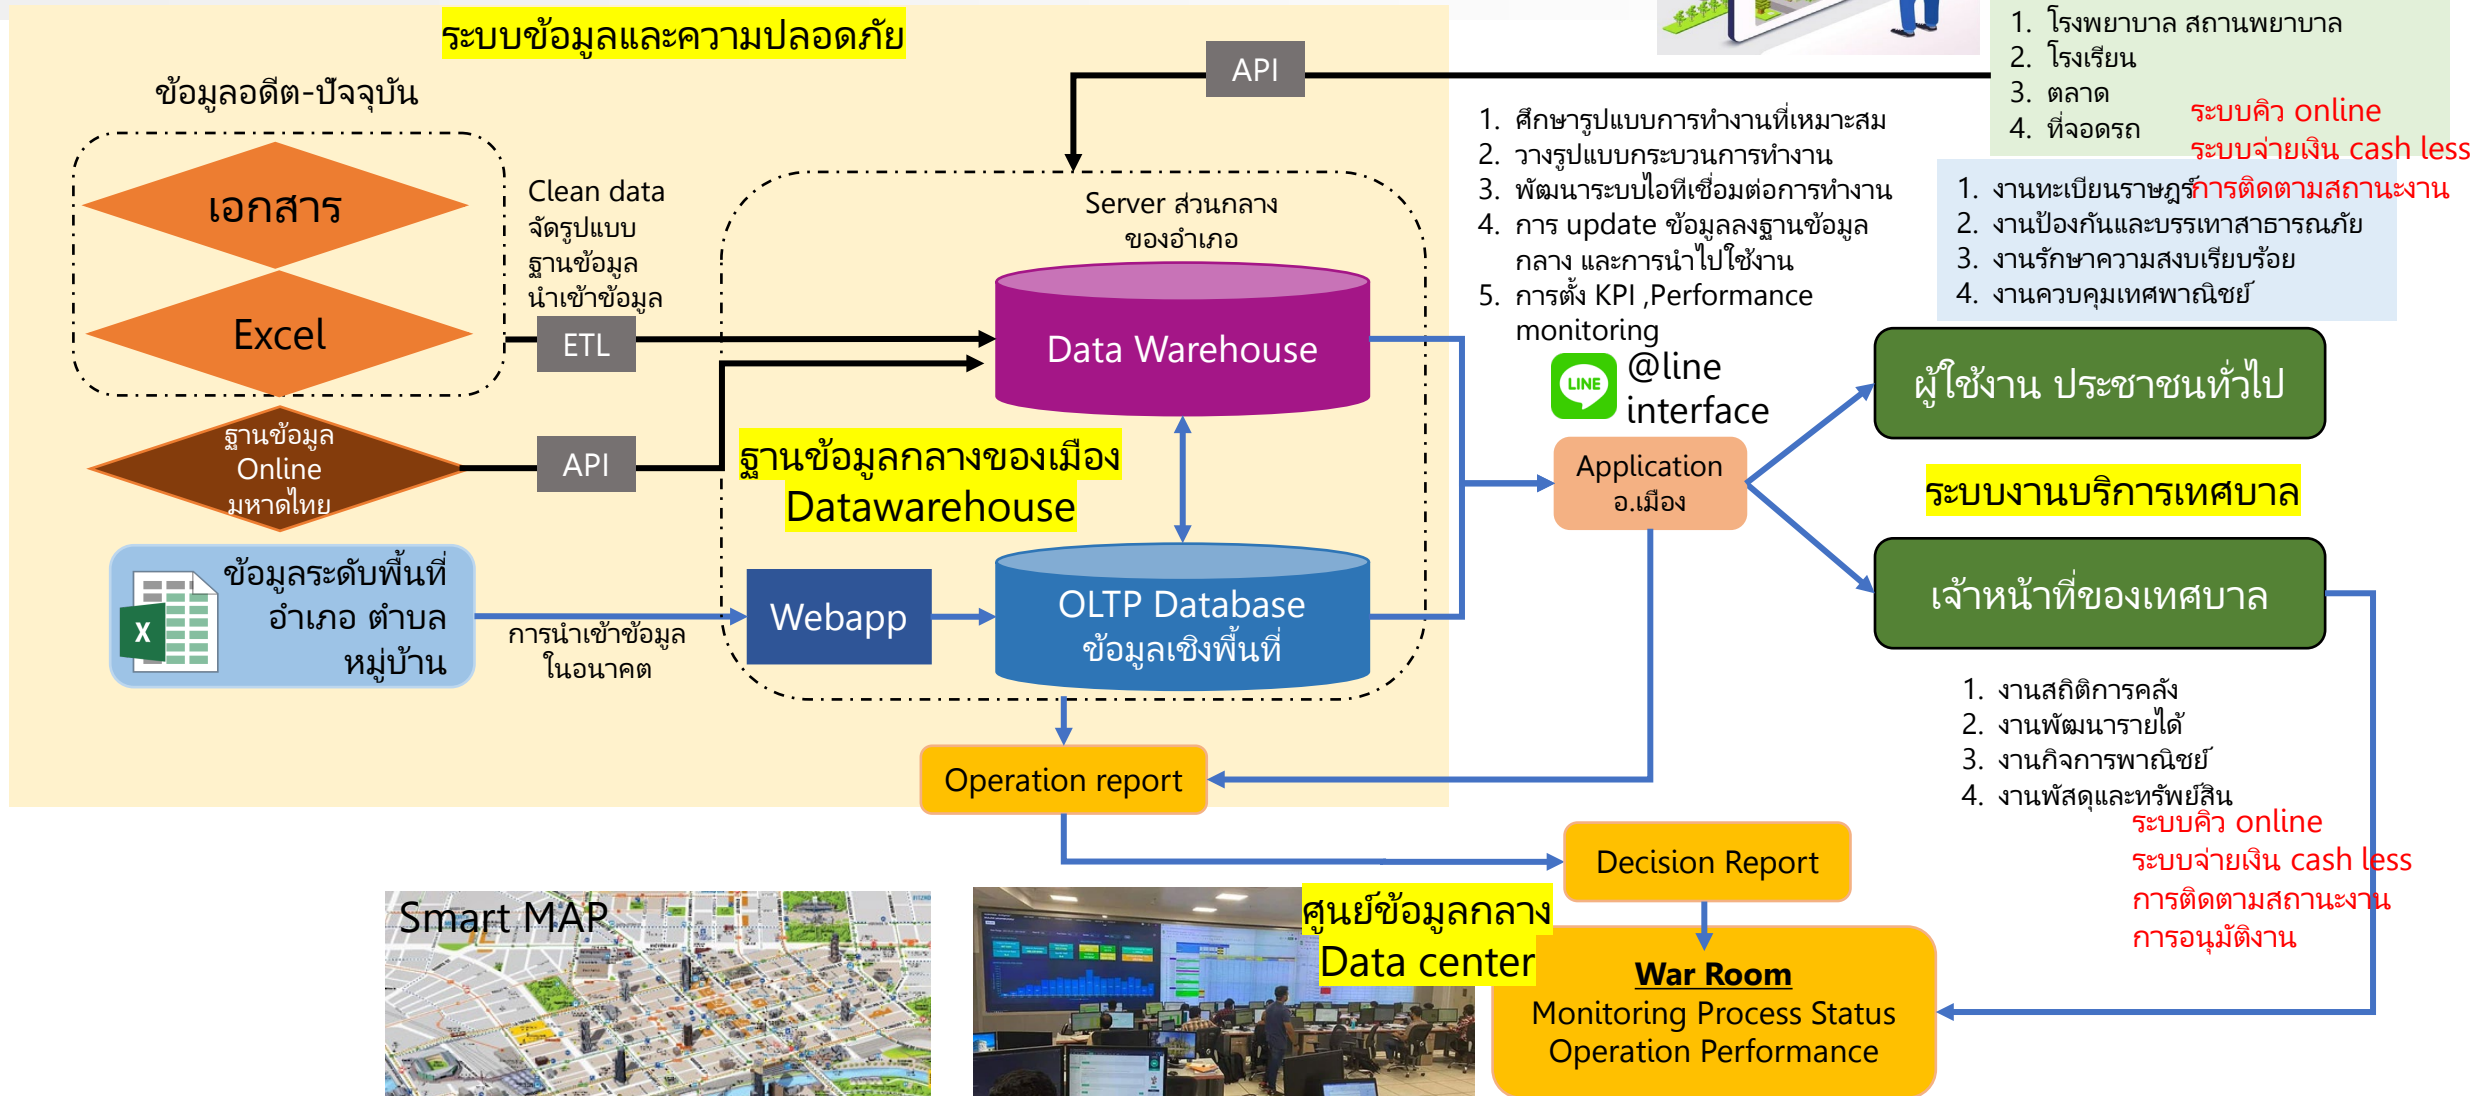 ระบบข้อมูลและความปลอดภัย
API
1. โรงพยาบาล สถานพยาบาล
2. โรงเรียน
3. ตลาด
4. ที่จอดรถ
ระบบคิว online
ระบบจ่ายเงิน cash less
การติดตามสถานะงาน
ข้อมูลอดีต-ปัจจุบัน
เอกสาร
Excel
Clean data
จัดรูปแบบ
ฐานข้อมูล
นำเข้าข้อมูล
ETL
Server ส่วนกลาง
ของอำเภอ
Data Warehouse
1. ศึกษารูปแบบการทำงานที่เหมาะสม
2. วางรูปแบบกระบวนการทำงาน
3. พัฒนาระบบไอทีเชื่อมต่อการทำงาน
4. การ update ข้อมูลลงฐานข้อมูล
กลาง และการนำไปใช้งาน
5. การตั้ง KPI ,Performance
monitoring
1. งานทะเบียนราษฎร์
2. งานป้องกันและบรรเทาสาธารณภัย
3. งานรักษาความสงบเรียบร้อย
4. งานควบคุมเทศพาณิชย์
LINE
@line
interface
ผู้ใช้งาน ประชาชนทั่วไป
ฐานข้อมูล
Online
มหาดไทย
API
ฐานข้อมูลกลางของเมือง
Datawarehouse
Application
อ.เมือง
ระบบงานบริการเทศบาล
ข้อมูลระดับพื้นที่
อำเภอ ตำบล
หมู่บ้าน
X
การนำเข้าข้อมูล
ในอนาคต
Webapp
OLTP Database
ข้อมูลเชิงพื้นที่
เจ้าหน้าที่ของเทศบาล
1. งานสถิติการคลัง
2. งานพัฒนารายได้
3. งานกิจการพาณิชย์
4. งานพัสดุและทรัพย์สิน
ระบบคิว online
ระบบจ่ายเงิน cash less
การติดตามสถานะงาน
การอนุมัติงาน
Operation report
Decision Report
Smart MAP
ศูนย์ข้อมูลกลาง
Data center
War Room
Monitoring Process Status
Operation Performance